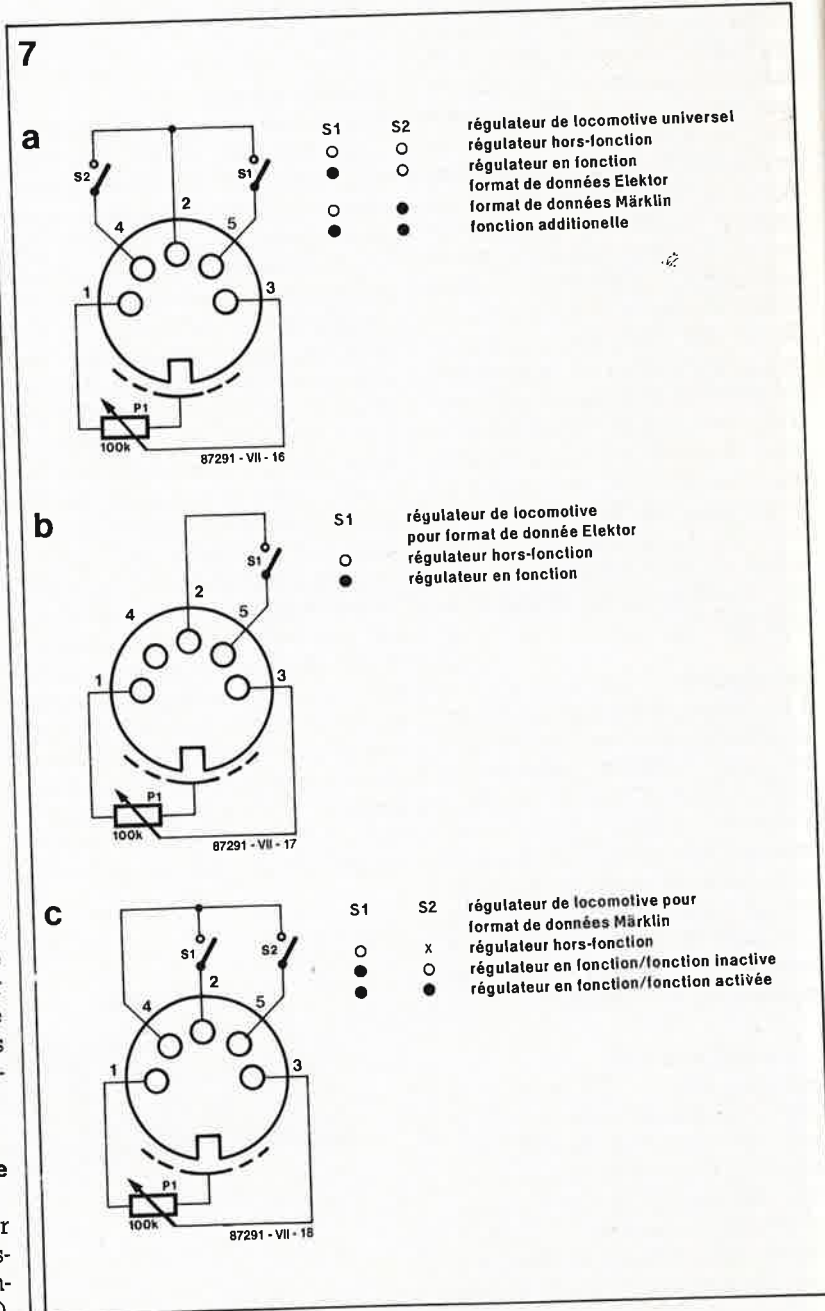 7
a
S1 S2 régulateur de locomotive universel
○ ○ régulateur hors-fonction
● ○ régulateur en fonction
format de données Elektor
○ ● format de données Märklin
● ● fonction additionelle
S2
S1
4
2
5
1
3
P1
100k
87291 - VII - 16
b
S1 régulateur de locomotive
pour format de donnée Elektor
○ régulateur hors-fonction
● régulateur en fonction
S1
2
4
5
1
3
P1
100k
87291 - VII - 17
c
S1 S2 régulateur de locomotive pour
format de données Märklin
○ x régulateur hors-fonction
● ○ régulateur en fonction/fonction inactive
● ● régulateur en fonction/fonction activée
S1
S2
2
4
5
1
3
P1
100k
87291 - VII - 18
e
s
-
e
r
s-
n-